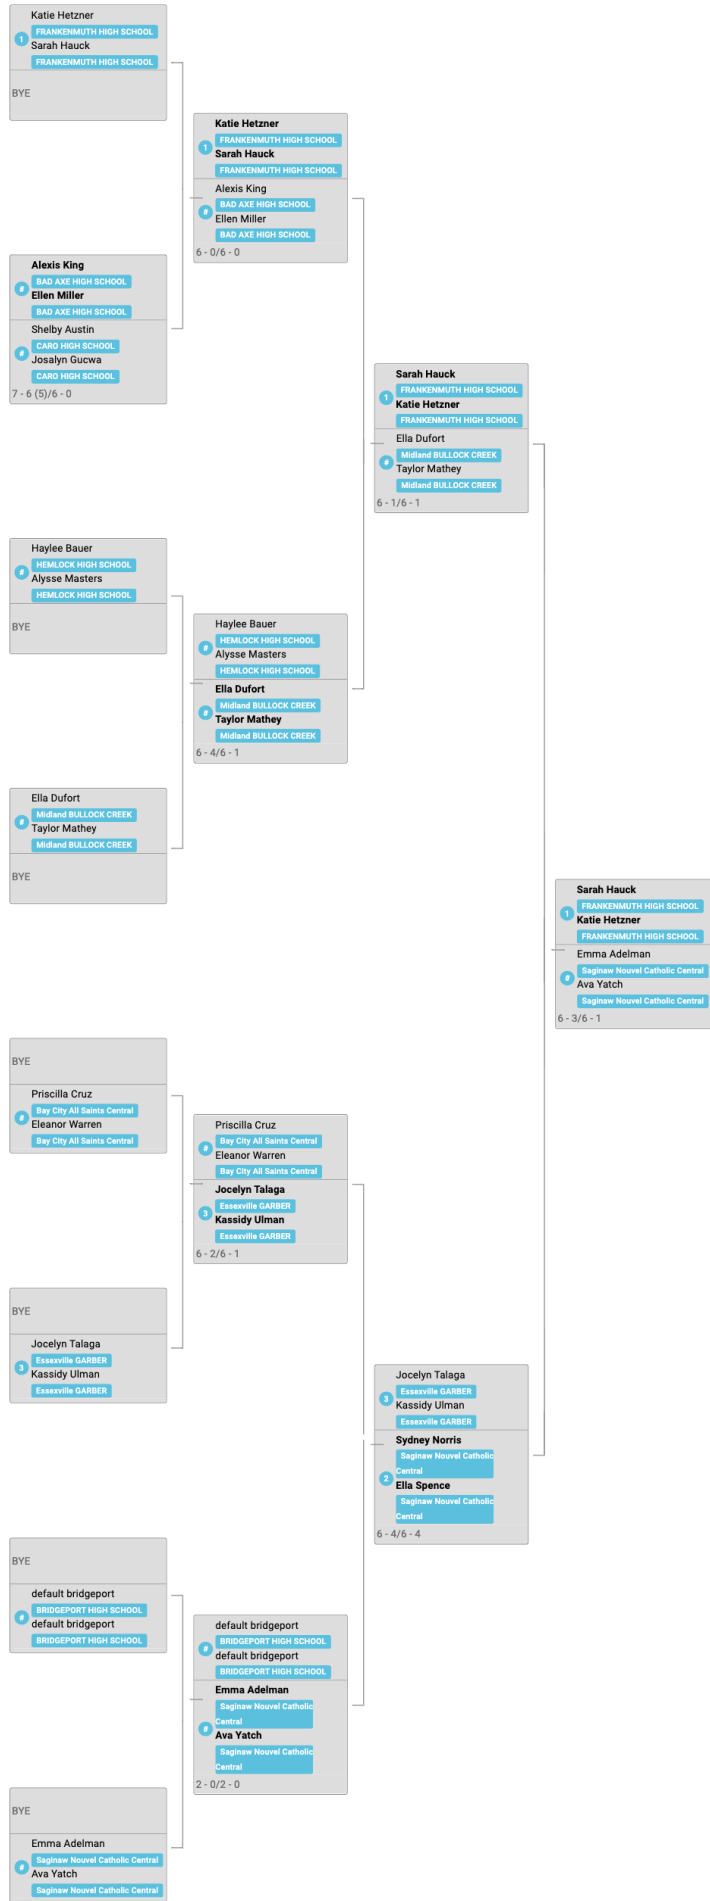 Katie Hetzner
1
FRANKENMUTH HIGH SCHOOL
Sarah Hauck
FRANKENMUTH HIGH SCHOOL
BYE
Alexis King
#
BAD AXE HIGH SCHOOL
Ellen Miller
BAD AXE HIGH SCHOOL
Shelby Austin
#
CARO HIGH SCHOOL
Josalyn Gucwa
CARO HIGH SCHOOL
7 - 6 (5)/6 - 0
Haylee Bauer
#
HEMLOCK HIGH SCHOOL
Alysse Masters
HEMLOCK HIGH SCHOOL
BYE
Ella Dufort
#
Midland BULLOCK CREEK
Taylor Mathey
Midland BULLOCK CREEK
BYE
BYE
Priscilla Cruz
#
Bay City All Saints Central
Eleanor Warren
Bay City All Saints Central
BYE
Jocelyn Talaga
3
Essexville GARBER
Kassidy Ulman
Essexville GARBER
BYE
default bridgeport
#
BRIDGEPORT HIGH SCHOOL
default bridgeport
BRIDGEPORT HIGH SCHOOL
BYE
Emma Adelman
#
Saginaw Nouvel Catholic Central
Ava Yatch
Saginaw Nouvel Catholic Central
Katie Hetzner
1
FRANKENMUTH HIGH SCHOOL
Sarah Hauck
FRANKENMUTH HIGH SCHOOL
Alexis King
#
BAD AXE HIGH SCHOOL
Ellen Miller
BAD AXE HIGH SCHOOL
6 - 0/6 - 0
Haylee Bauer
#
HEMLOCK HIGH SCHOOL
Alysse Masters
HEMLOCK HIGH SCHOOL
Ella Dufort
#
Midland BULLOCK CREEK
Taylor Mathey
Midland BULLOCK CREEK
6 - 4/6 - 1
Priscilla Cruz
#
Bay City All Saints Central
Eleanor Warren
Bay City All Saints Central
Jocelyn Talaga
3
Essexville GARBER
Kassidy Ulman
Essexville GARBER
6 - 2/6 - 1
default bridgeport
#
BRIDGEPORT HIGH SCHOOL
default bridgeport
BRIDGEPORT HIGH SCHOOL
Emma Adelman
#
Saginaw Nouvel Catholic
Central
Ava Yatch
Saginaw Nouvel Catholic
Central
2 - 0/2 - 0
Sarah Hauck
1
FRANKENMUTH HIGH SCHOOL
Katie Hetzner
FRANKENMUTH HIGH SCHOOL
Ella Dufort
#
Midland BULLOCK CREEK
Taylor Mathey
Midland BULLOCK CREEK
6 - 1/6 - 1
Jocelyn Talaga
3
Essexville GARBER
Kassidy Ulman
Essexville GARBER
Sydney Norris
2
Saginaw Nouvel Catholic
Central
Ella Spence
Saginaw Nouvel Catholic
Central
6 - 4/6 - 4
Sarah Hauck
1
FRANKENMUTH HIGH SCHOOL
Katie Hetzner
FRANKENMUTH HIGH SCHOOL
Emma Adelman
#
Saginaw Nouvel Catholic Central
Ava Yatch
Saginaw Nouvel Catholic Central
6 - 3/6 - 1